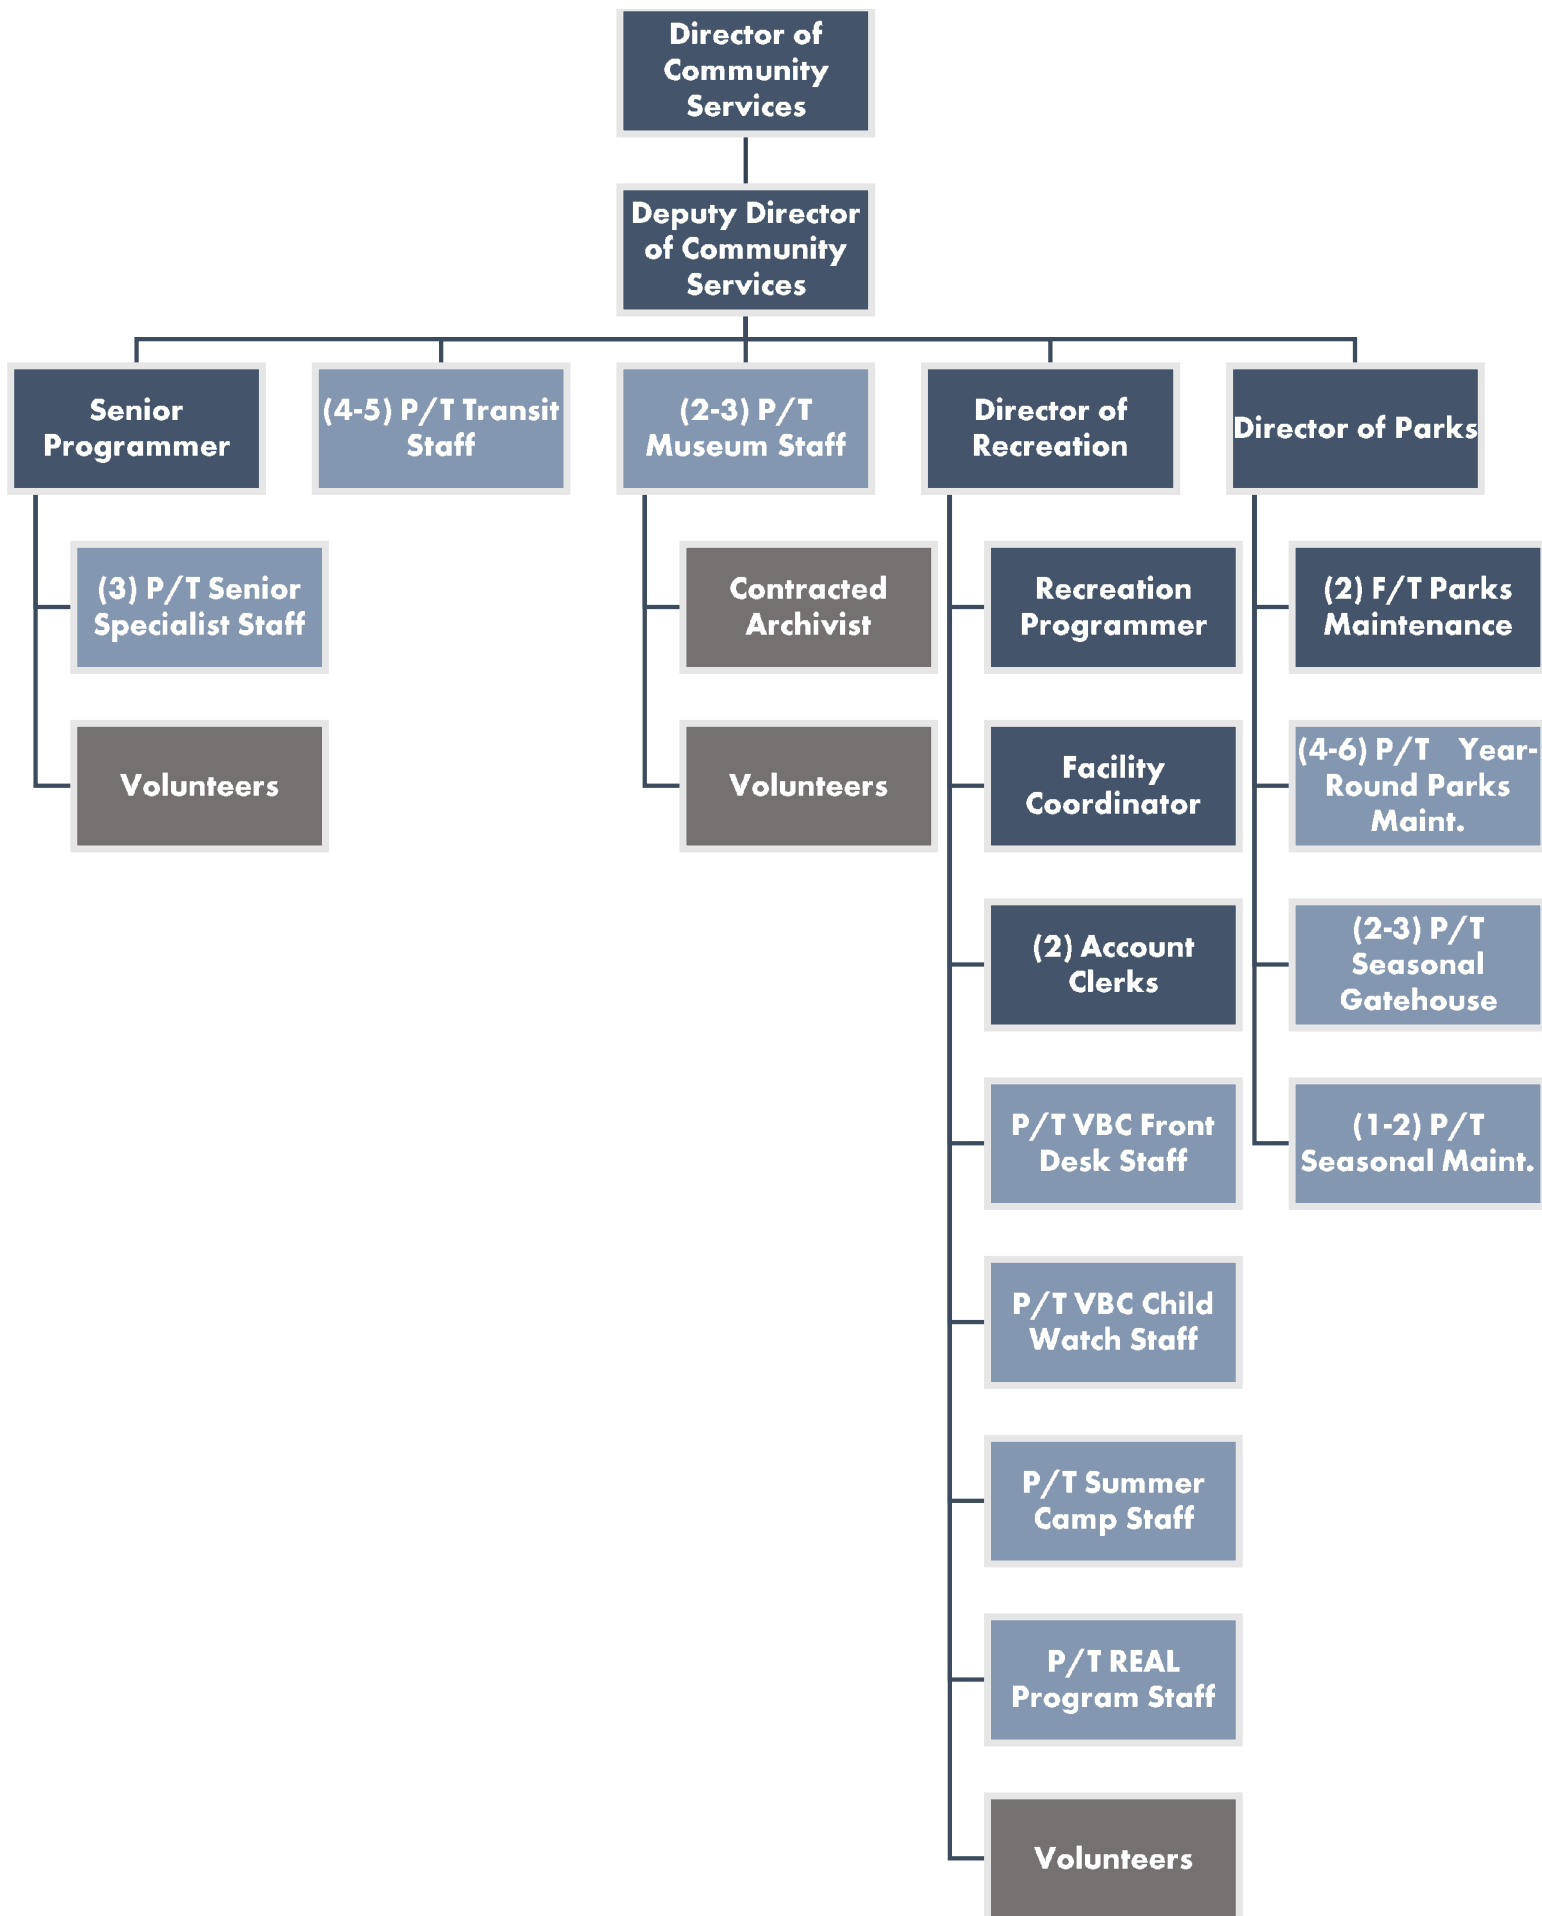 Director of
Community
Services
Deputy Director
of Community
Services
Senior
Programmer
(4-5) P/T Transit
Staff
(2-3) P/T
Museum Staff
Director of
Recreation
Director of Parks
(3) P/T Senior
Specialist Staff
Volunteers
Contracted
Archivist
Volunteers
Recreation
Programmer
Facility
Coordinator
(2) Account
Clerks
P/T VBC Front
Desk Staff
P/T VBC Child
Watch Staff
P/T Summer
Camp Staff
P/T REAL
Program Staff
Volunteers
(2) F/T Parks
Maintenance
(4-6) P/T Year-
Round Parks
Maint.
(2-3) P/T
Seasonal
Gatehouse
(1-2) P/T
Seasonal Maint.